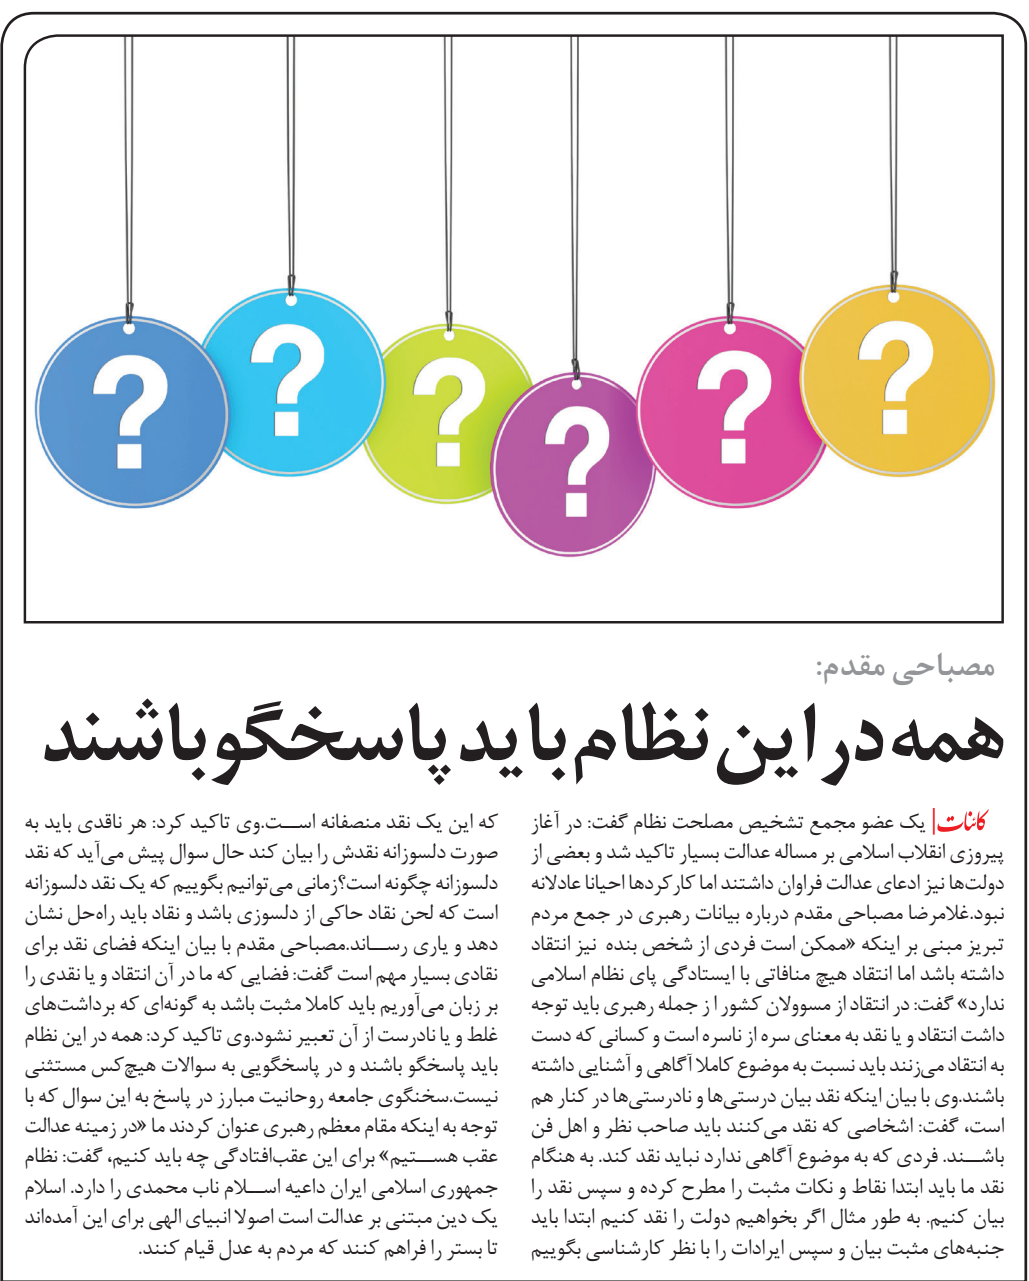 ? ? ? ? ? ?
مصباحی مقدم:
همه در این نظام باید پاسخگو باشند
کائنات| یک عضو مجمع تشخیص مصلحت نظام گفت: در آغاز
پیروزی انقلاب اسلامی بر مساله عدالت بسیار تاکید شد و بعضی از
دولت‌ها نیز ادعای عدالت فراوان داشتند اما کارکردها احیانا عادلانه
نبود.غلامرضا مصباحی مقدم درباره بیانات رهبری در جمع مردم
تبریز مبنی بر اینکه «ممکن است فردی از شخص بنده نیز انتقاد
داشته باشد اما انتقاد هیچ منافاتی با ایستادگی پای نظام اسلامی
ندارد» گفت: در انتقاد از مسوولان کشور از جمله رهبری باید توجه
داشت انتقاد و یا نقد به معنای سره از ناسره است و کسانی که دست
به انتقاد می‌زنند باید نسبت به موضوع کاملا آگاهی و آشنایی داشته
باشند.وی با بیان اینکه نقد بیان درستی‌ها و نادرستی‌ها در کنار هم
است، گفت: اشخاصی که نقد می‌کنند باید صاحب نظر و اهل فن
باشــند. فردی که به موضوع آگاهی ندارد نباید نقد کند. به هنگام
نقد ما باید ابتدا نقاط و نکات مثبت را مطرح کرده و سپس نقد را
بیان کنیم. به طور مثال اگر بخواهیم دولت را نقد کنیم ابتدا باید
جنبه‌های مثبت بیان و سپس ایرادات را با نظر کارشناسی بگوییم
که این یک نقد منصفانه اســت.وی تاکید کرد: هر ناقدی باید به
صورت دلسوزانه نقدش را بیان کند حال سوال پیش می‌آید که نقد
دلسوزانه چگونه است؟زمانی می‌توانیم بگوییم که یک نقد دلسوزانه
است که لحن نقاد حاکی از دلسوزی باشد و نقاد باید راه‌حل نشان
دهد و یاری رســاند.مصباحی مقدم با بیان اینکه فضای نقد برای
نقادی بسیار مهم است گفت: فضایی که ما در آن انتقاد و یا نقدی را
بر زبان می‌آوریم باید کاملا مثبت باشد به گونه‌ای که برداشت‌های
غلط و یا نادرست از آن تعبیر نشود.وی تاکید کرد: همه در این نظام
باید پاسخگو باشند و در پاسخگویی به سوالات هیچ‌کس مستثنی
نیست.سخنگوی جامعه روحانیت مبارز در پاسخ به این سوال که با
توجه به اینکه مقام معظم رهبری عنوان کردند ما «در زمینه عدالت
عقب هســتیم» برای این عقب‌افتادگی چه باید کنیم، گفت: نظام
جمهوری اسلامی ایران داعیه اســلام ناب محمدی را دارد. اسلام
یک دین مبتنی بر عدالت است اصولا انبیای الهی برای این آمده‌اند
تا بستر را فراهم کنند که مردم به عدل قیام کنند.